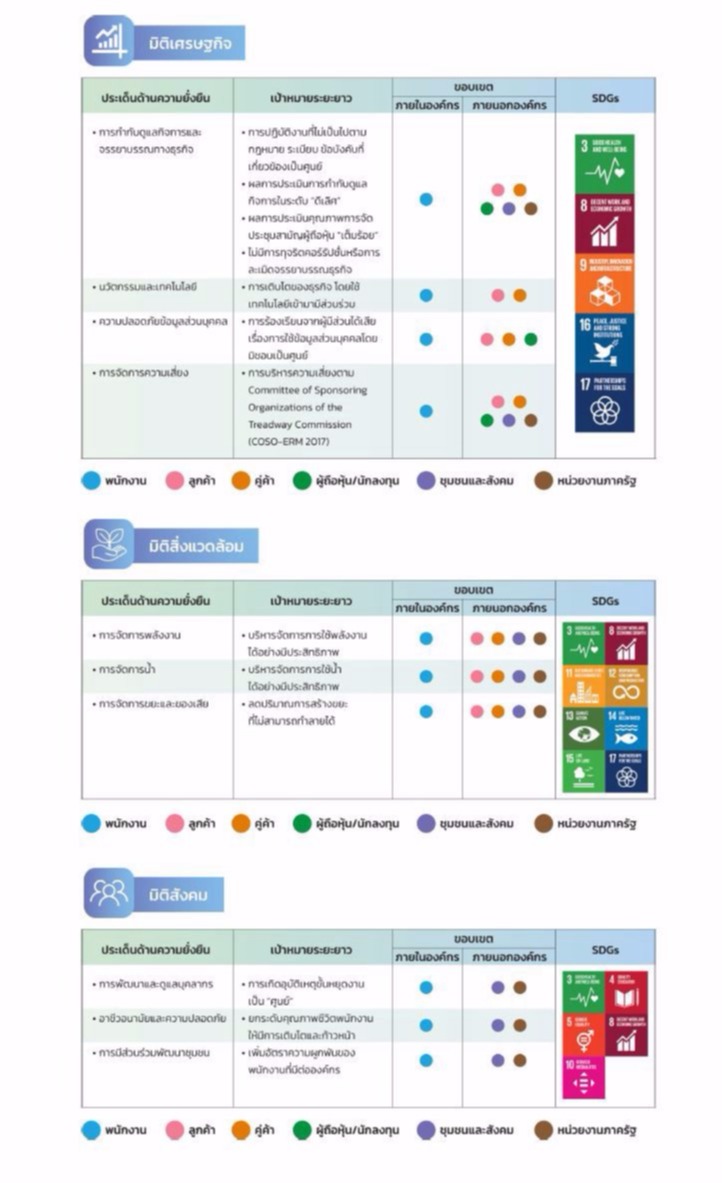 มิติเศรษฐกิจ
ประเด็นด้านความยั่งยืน
เป้าหมายระยะยาว
ขอบเขต
ภายในองค์กร
ภายนอกองค์กร
SDGs
• การกำกับดูแลกิจการและ
จรรยาบรรณทางธุรกิจ
• การปฏิบัติงานที่ไม่เป็นไปตาม
กฎหมาย ระเบียบ ข้อบังคับที่
เกี่ยวข้องเป็นศูนย์
• ผลการประเมินการกำกับดูแล
กิจการในระดับ "ดีเลิศ"
• ผลการประเมินคุณภาพการจัด
ประชุมสามัญผู้ถือหุ้น "เต็มร้อย"
• ไม่มีการทุจริตคอร์รัปชั่นหรือการ
ละเมิดจรรยาบรรณธุรกิจ
• นวัตกรรมและเทคโนโลยี
• การเติบโตของธุรกิจ โดยใช้
เทคโนโลยีเข้ามามีส่วนร่วม
• ความปลอดภัยข้อมูลส่วนบุคคล
• การร้องเรียนจากผู้มีส่วนได้เสีย
เรื่องการใช้ข้อมูลส่วนบุคคลโดย
มิชอบเป็นศูนย์
• การจัดการความเสี่ยง
• การบริหารความเสี่ยงตาม
Committee of Sponsoring
Organizations of the
Treadway Commission
(COSO-ERM 2017)
3 GOOD HEALTH
AND WELL-BEING
8 DECENT WORK AND
ECONOMIC GROWTH
9 INDUSTRY, INNOVATION
AND INFRASTRUCTURE
16 PEACE, JUSTICE
AND STRONG
INSTITUTIONS
17 PARTNERSHIPS
FOR THE GOALS
พนักงาน
ลูกค้า
คู่ค้า
ผู้ถือหุ้น/นักลงทุน
ชุมชนและสังคม
หน่วยงานภาครัฐ
มิติสิ่งแวดล้อม
ประเด็นด้านความยั่งยืน
เป้าหมายระยะยาว
ขอบเขต
ภายในองค์กร
ภายนอกองค์กร
SDGs
• การจัดการพลังงาน
• บริหารจัดการการใช้พลังงาน
ได้อย่างมีประสิทธิภาพ
• การจัดการน้ำ
• บริหารจัดการการใช้น้ำ
ได้อย่างมีประสิทธิภาพ
• การจัดการขยะและของเสีย
• ลดปริมาณการสร้างขยะ
ที่ไม่สามารถทำลายได้
3
8
11
12
13 CLIMATE
ACTION
14
15
17
พนักงาน
ลูกค้า
คู่ค้า
ผู้ถือหุ้น/นักลงทุน
ชุมชนและสังคม
หน่วยงานภาครัฐ
มิติสังคม
ประเด็นด้านความยั่งยืน
เป้าหมายระยะยาว
ขอบเขต
ภายในองค์กร
ภายนอกองค์กร
SDGs
• การพัฒนาและดูแลบุคลากร
• การเกิดอุบัติเหตุขั้นหยุดงาน
เป็น "ศูนย์"
• อาชีวอนามัยและความปลอดภัย
• ยกระดับคุณภาพชีวิตพนักงาน
ให้มีการเติบโตและก้าวหน้า
• การมีส่วนร่วมพัฒนาชุมชน
• เพิ่มอัตราความผูกพันของ
พนักงานที่มีต่อองค์กร
3
4 QUALITY
EDUCATION
5 GENDER
EQUALITY
8
10
พนักงาน
ลูกค้า
คู่ค้า
ผู้ถือหุ้น/นักลงทุน
ชุมชนและสังคม
หน่วยงานภาครัฐ